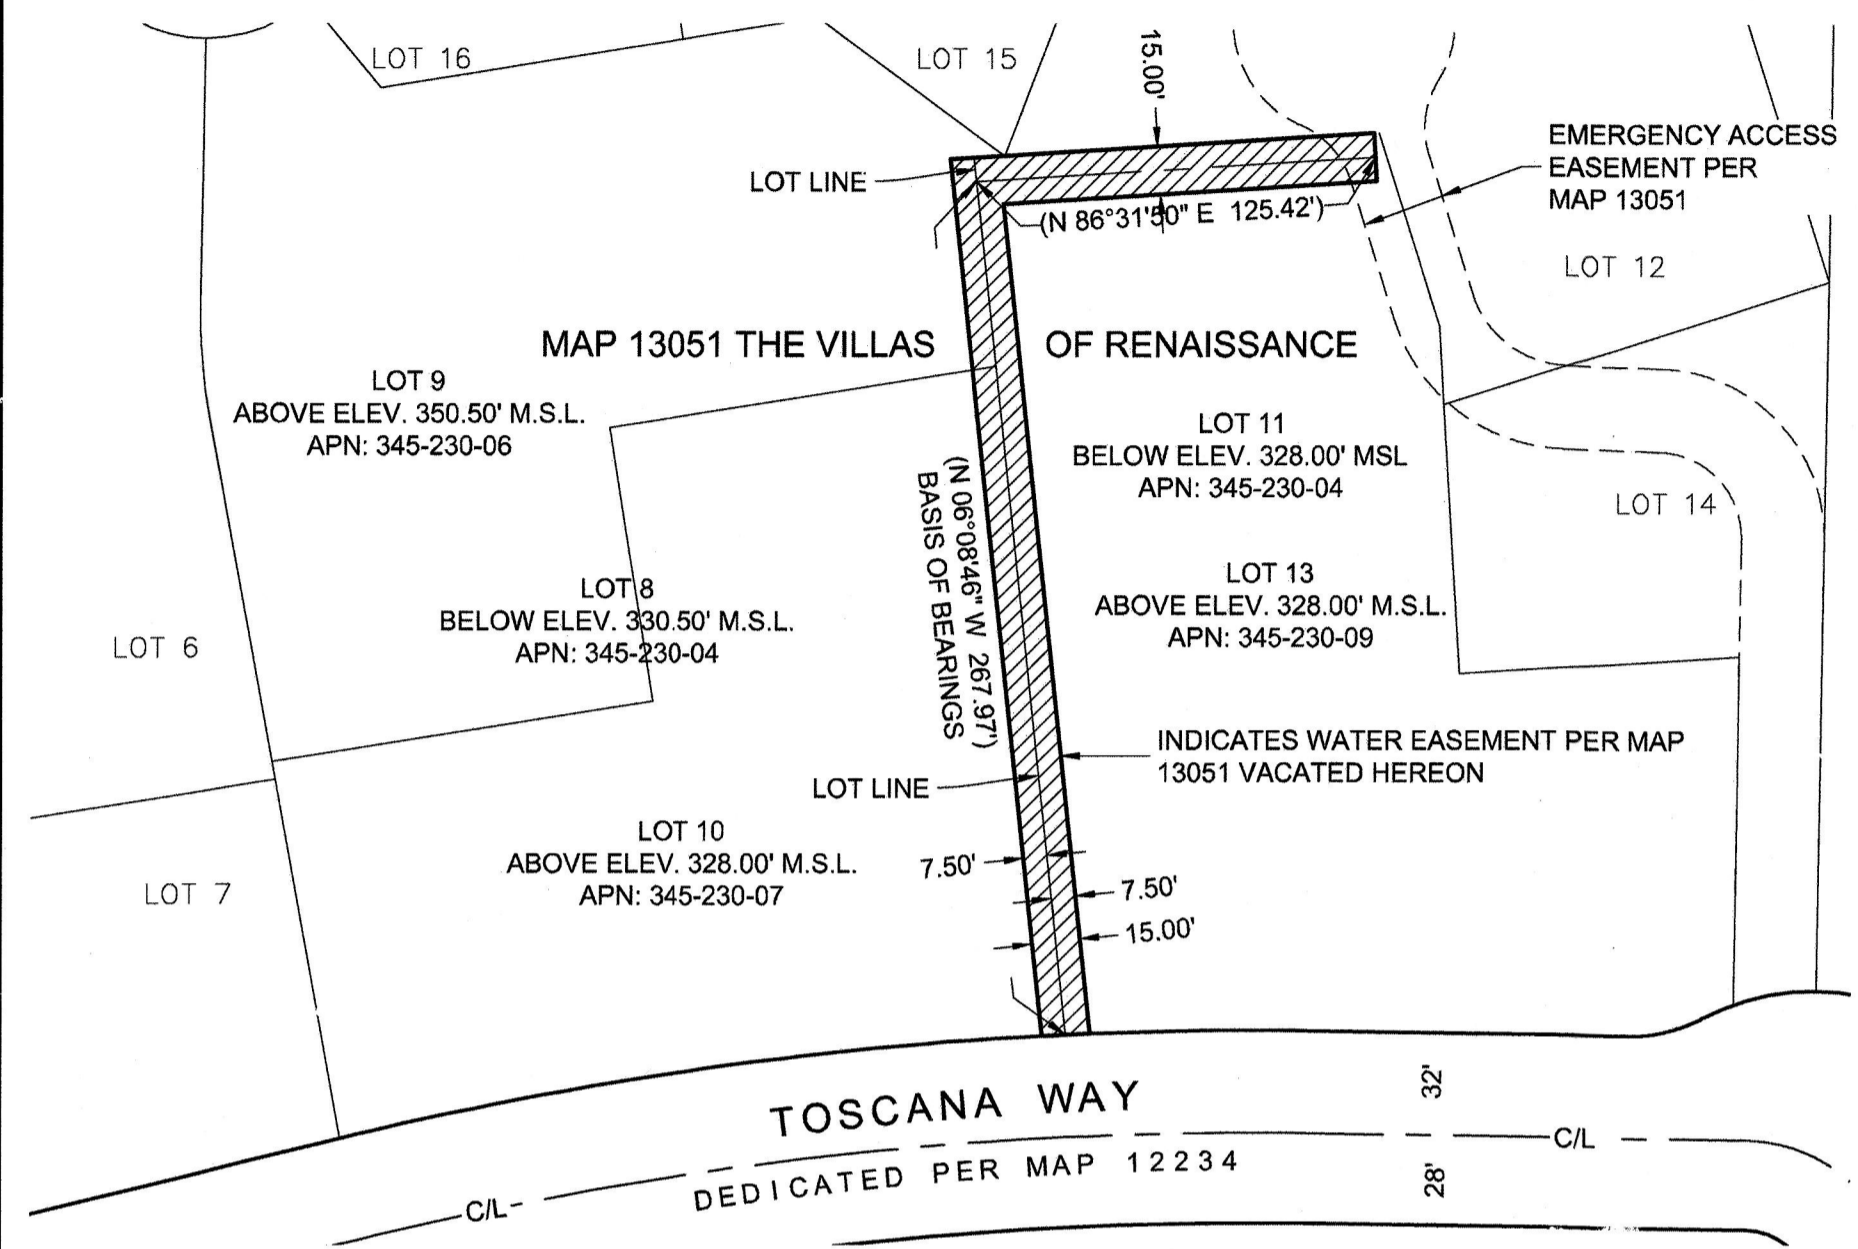 LOT 16
LOT 15
15.00'
EMERGENCY ACCESS
EASEMENT PER
MAP 13051
LOT LINE
(N 86°31'50" E 125.42')
LOT 12
MAP 13051 THE VILLAS OF RENAISSANCE
LOT 9
ABOVE ELEV. 350.50' M.S.L.
APN: 345-230-06
LOT 11
BELOW ELEV. 328.00' MSL
APN: 345-230-04
(N 06°08'46" W 267.97')
BASIS OF BEARINGS
LOT 14
LOT 8
BELOW ELEV. 330.50' M.S.L.
APN: 345-230-04
LOT 13
ABOVE ELEV. 328.00' M.S.L.
APN: 345-230-09
LOT 6
INDICATES WATER EASEMENT PER MAP
13051 VACATED HEREON
LOT LINE
LOT 10
ABOVE ELEV. 328.00' M.S.L.
APN: 345-230-07
7.50'
7.50'
15.00'
LOT 7
TOSCANA WAY
32'
C/L
DEDICATED PER MAP 12234
28'
C/L